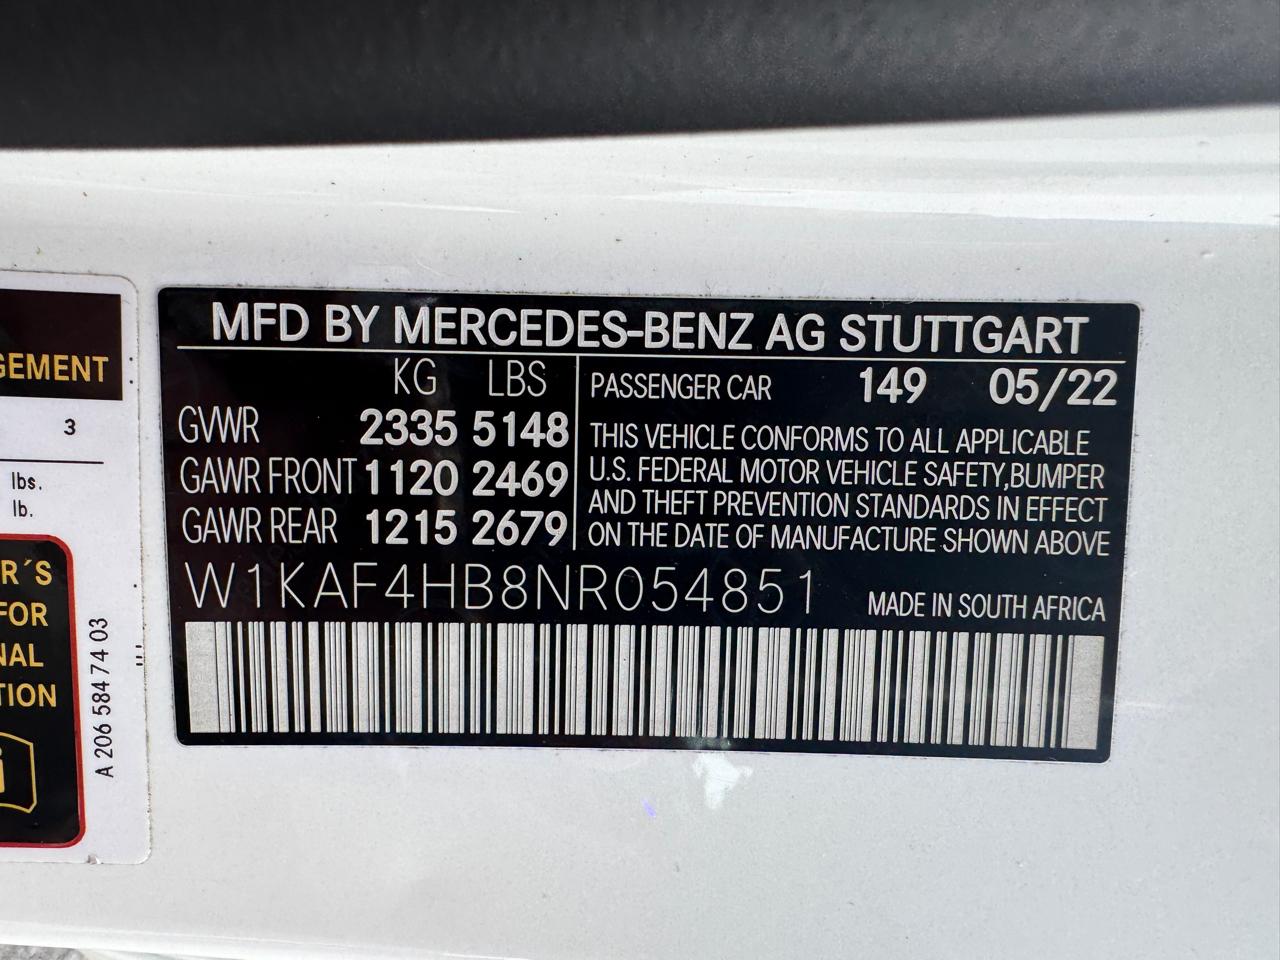 MFD BY MERCEDES-BENZ AG STUTTGART
KG LBS
GVWR 2335 5148
GAWR FRONT 1120 2469
GAWR REAR 1215 2679
PASSENGER CAR 149 05/22
THIS VEHICLE CONFORMS TO ALL APPLICABLE
U.S. FEDERAL MOTOR VEHICLE SAFETY,BUMPER
AND THEFT PREVENTION STANDARDS IN EFFECT
ON THE DATE OF MANUFACTURE SHOWN ABOVE
W1KAF4HB8NR054851
MADE IN SOUTH AFRICA
GEMENT
3
lbs.
lb.
R´S
FOR
NAL
TION
A 206 584 74 03